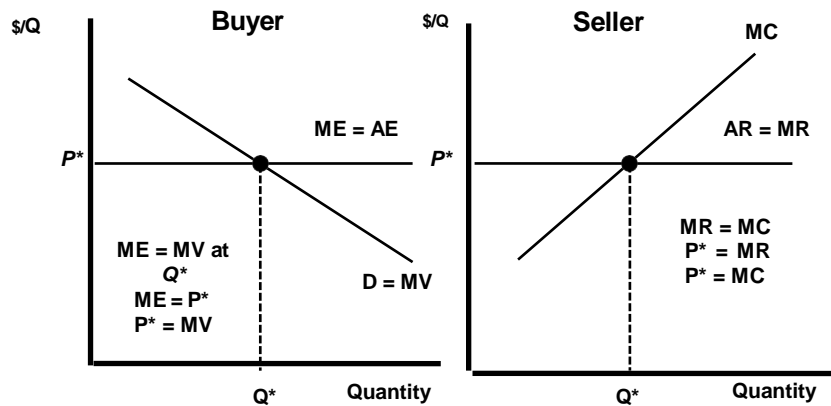 Buyer
$/Q
ME = AE
P*
ME = MV at
Q*
ME = P*
P* = MV
D = MV
Q*
Quantity
Seller
$/Q
MC
AR = MR
P*
MR = MC
P* = MR
P* = MC
Q*
Quantity